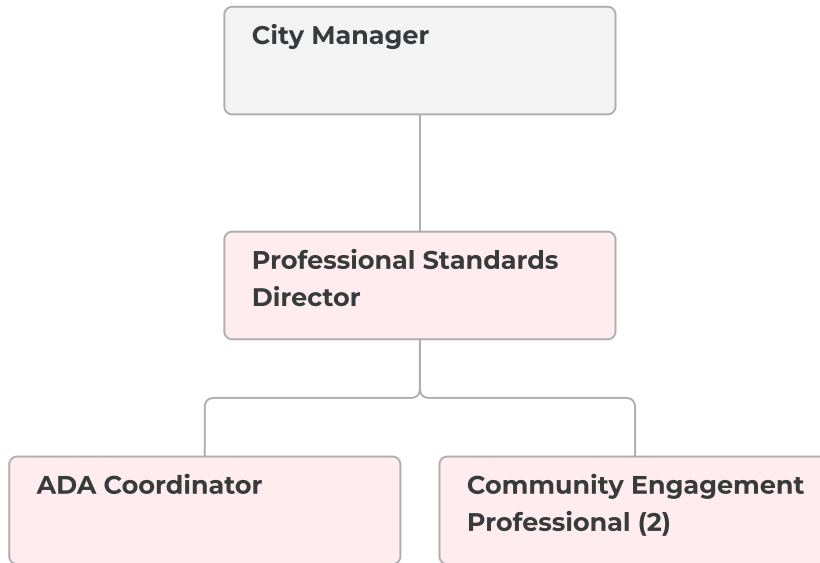 City Manager
Professional Standards
Director
ADA Coordinator
Community Engagement
Professional (2)